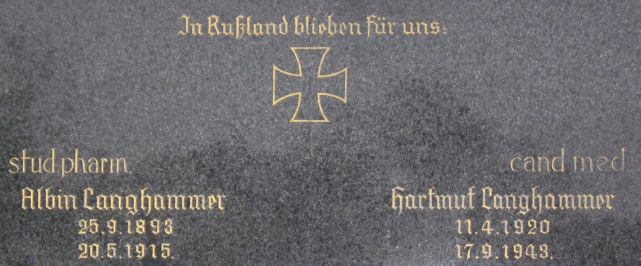 In Rußland blieben für uns:
stud. pharm.
Albin Langhammer
25.9.1893
20.5.1915.
cand. med.
Hartmut Langhammer
11.4.1920
17.9.1943.